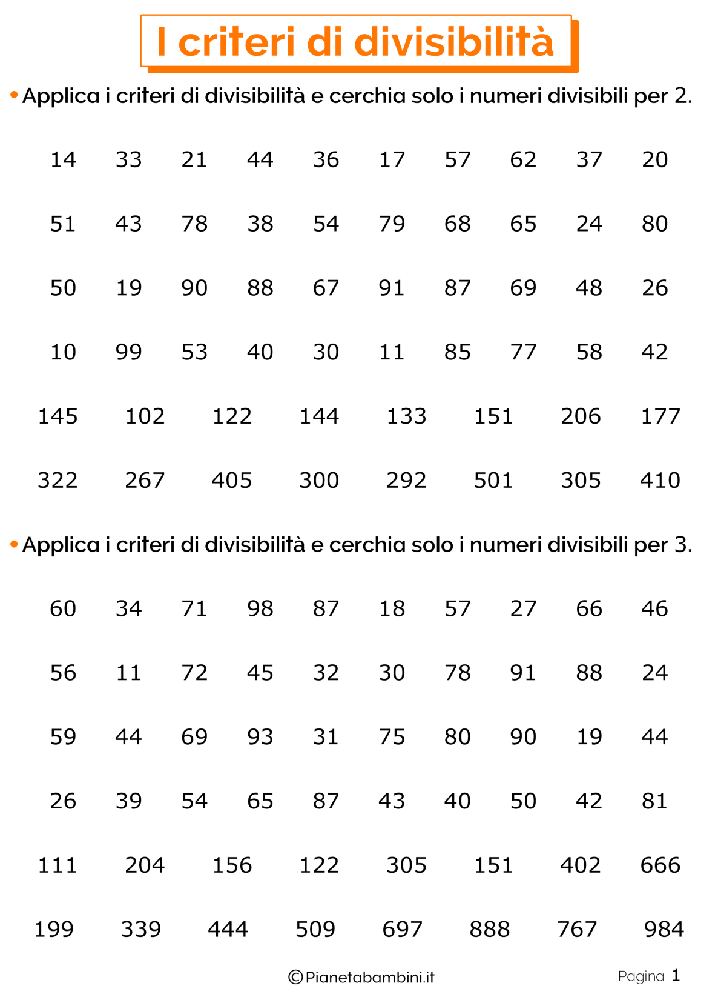 I criteri di divisibilità
• Applica i criteri di divisibilità e cerchia solo i numeri divisibili per 2.
14 33 21 44 36 17 57 62 37 20
51 43 78 38 54 79 68 65 24 80
50 19 90 88 67 91 87 69 48 26
10 99 53 40 30 11 85 77 58 42
145 102 122 144 133 151 206 177
322 267 405 300 292 501 305 410
• Applica i criteri di divisibilità e cerchia solo i numeri divisibili per 3.
60 34 71 98 87 18 57 27 66 46
56 11 72 45 32 30 78 91 88 24
59 44 69 93 31 75 80 90 19 44
26 39 54 65 87 43 40 50 42 81
111 204 156 122 305 151 402 666
199 339 444 509 697 888 767 984
©Pianetabambini.it
Pagina 1